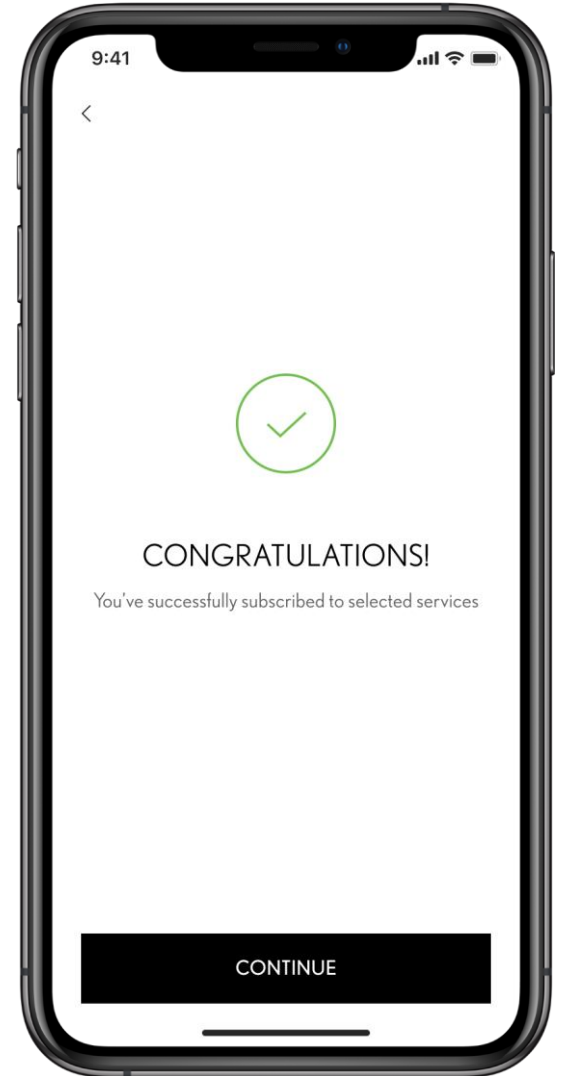 9:41
CONGRATULATIONS!
You've successfully subscribed to selected services
CONTINUE